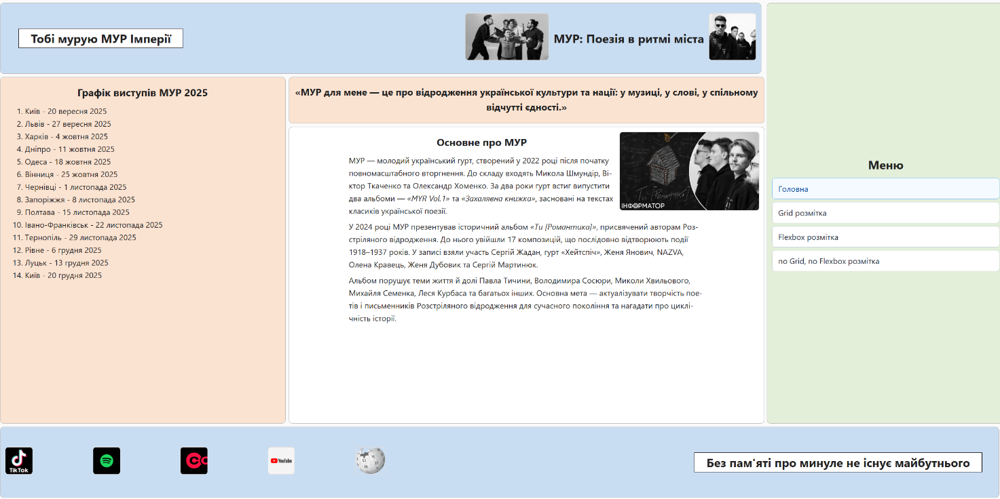 Тобі мурую МУР Імперії
МУР: Поезія в ритмі міста
Графік виступів МУР 2025
1. Київ - 20 вересня 2025
2. Львів - 27 вересня 2025
3. Харків - 4 жовтня 2025
4. Дніпро - 11 жовтня 2025
5. Одеса - 18 жовтня 2025
6. Вінниця - 25 жовтня 2025
7. Чернівці - 1 листопада 2025
8. Запоріжжя - 8 листопада 2025
9. Полтава - 15 листопада 2025
10. Івано-Франківськ - 22 листопада 2025
11. Тернопіль - 29 листопада 2025
12. Рівне - 6 грудня 2025
13. Луцьк - 13 грудня 2025
14. Київ - 20 грудня 2025
«МУР для мене — це про відродження української культури та нації: у музиці, у слові, у спільному
відчутті єдності.»
Основне про МУР
МУР — молодий український гурт, створений у 2022 році після початку
повномасштабного вторгнення. До складу входять Микола Шмундір, Ві-
ктор Ткаченко та Олександр Хоменко. За два роки гурт встиг випустити
два альбоми — «MYR Vol.1» та «Захалявна книжка», засновані на текстах
класиків української поезії.
У 2024 році МУР презентував історичний альбом «Ти [Романтика]», присвячений авторам Роз-
стріляного відродження. До нього увійшли 17 композицій, що послідовно відтворюють події
1918–1937 років. У записі взяли участь Сергій Жадан, гурт «Хейтспіч», Женя Янович, NAZVA,
Олена Кравець, Женя Дубовик та Сергій Мартинюк.
Альбом порушує теми життя й долі Павла Тичини, Володимира Сосюри, Миколи Хвильового,
Михайля Семенка, Леся Курбаса та багатьох інших. Основна мета — актуалізувати творчість пое-
тів і письменників Розстріляного відродження для сучасного покоління та нагадати про циклі-
чність історії.
Ти [Романтика]
ІНФОРМАТОР
Меню
Головна
Grid розмітка
Flexbox розмітка
no Grid, no Flexbox розмітка
TikTok
YouTube
Без пам'яті про минуле не існує майбутнього